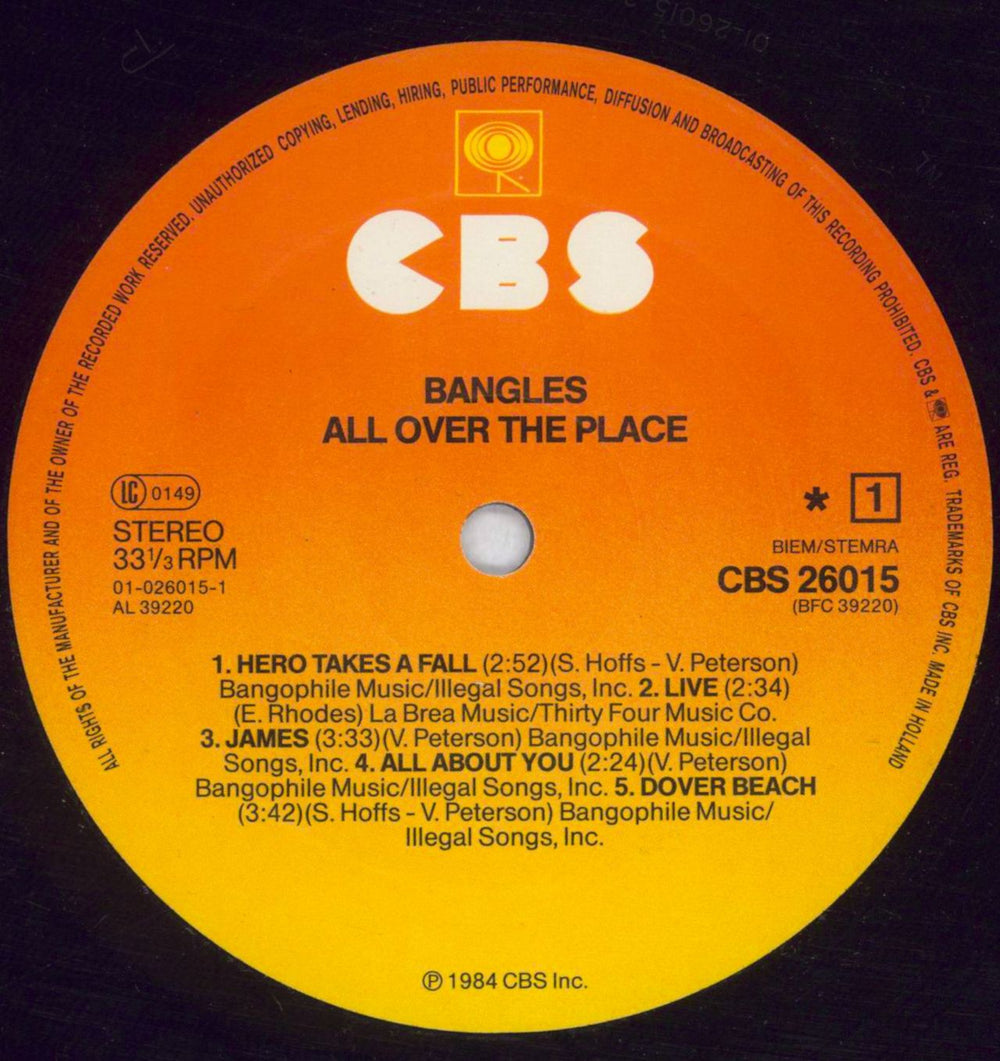 ALL RIGHTS OF THE MANUFACTURER AND OF THE OWNER OF THE RECORDED WORK RESERVED. UNAUTHORIZED COPYING, LENDING, HIRING, PUBLIC PERFORMANCE, DIFFUSION AND BROADCASTING OF THIS RECORDING PROHIBITED. CBS & ARE REG. TRADEMARKS OF CBS INC. MADE IN HOLLAND
CBS
BANGLES
ALL OVER THE PLACE
LC 0149
STEREO
33 1/3 RPM
01-026015-1
AL 39220
* 1
BIEM/STEMRA
CBS 26015
(BFC 39220)
1. HERO TAKES A FALL (2:52)(S. Hoffs - V. Peterson)
Bangophile Music/Illegal Songs, Inc. 2. LIVE (2:34)
(E. Rhodes) La Brea Music/Thirty Four Music Co.
3. JAMES (3:33)(V. Peterson) Bangophile Music/Illegal
Songs, Inc. 4. ALL ABOUT YOU (2:24)(V. Peterson)
Bangophile Music/Illegal Songs, Inc. 5. DOVER BEACH
(3:42)(S. Hoffs - V. Peterson) Bangophile Music/
Illegal Songs, Inc.
℗ 1984 CBS Inc.